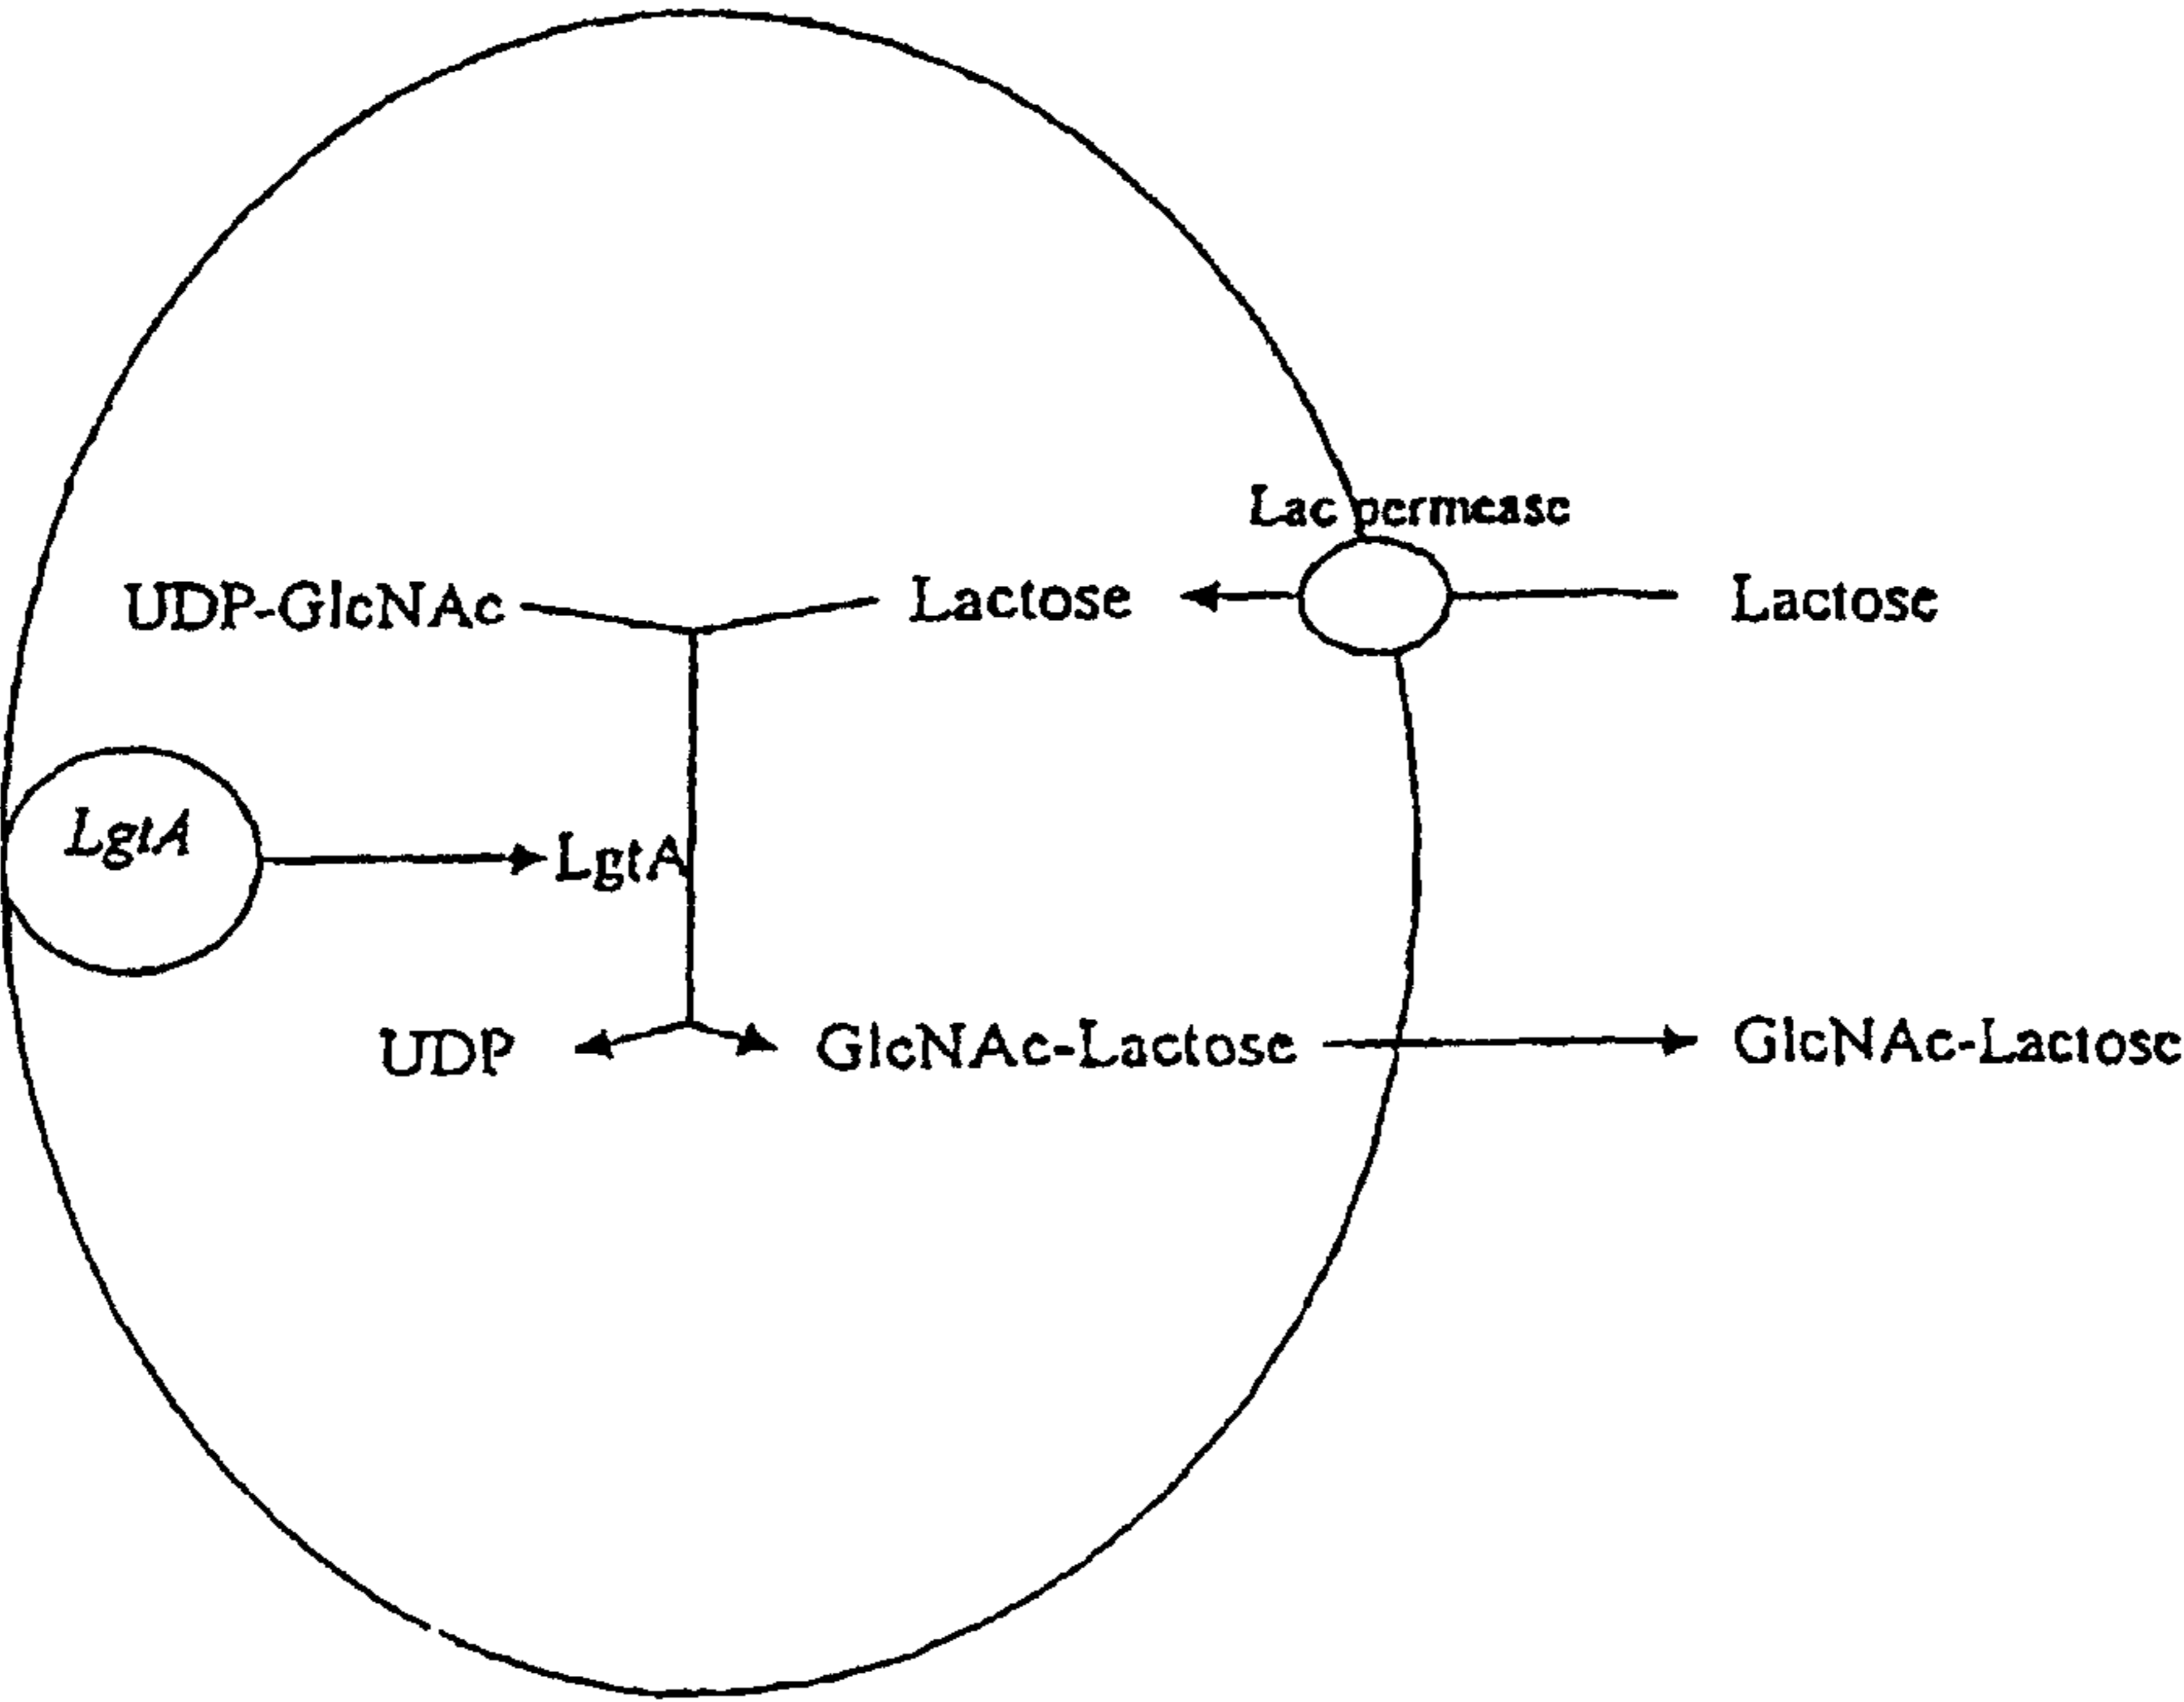 Lac permease
UDP-GlcNAc
Lactose
Lactose
LgtA
LgtA
UDP
GlcNAc-Lactose
GlcNAc-Lactose